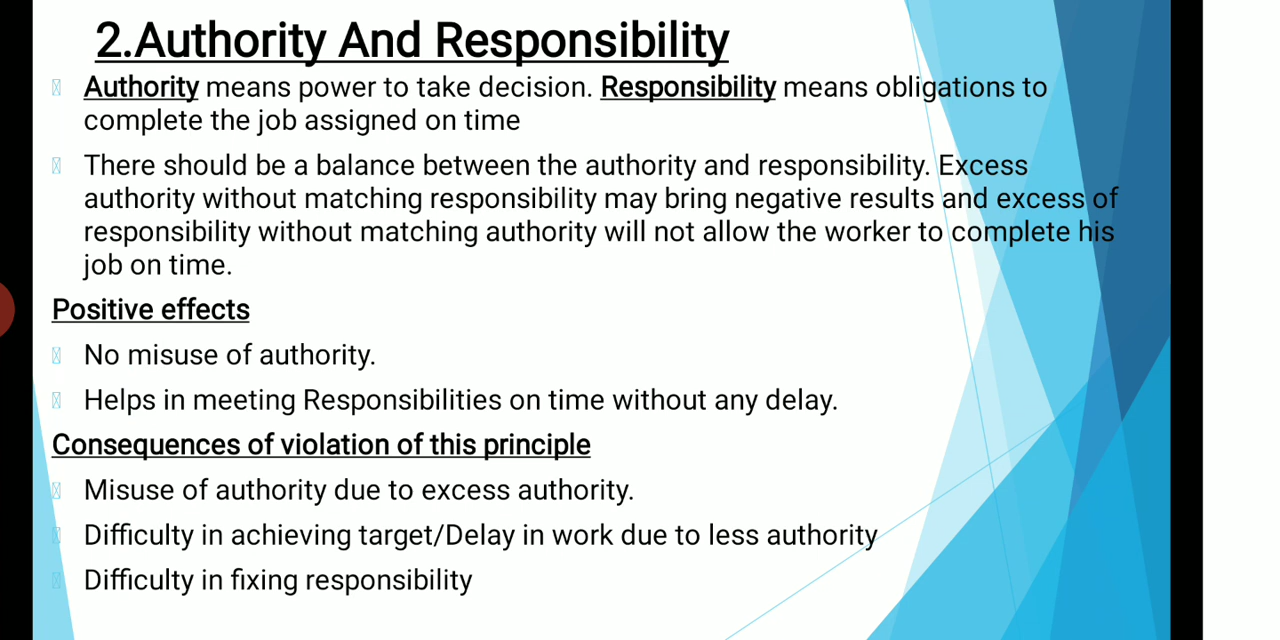 2.Authority And Responsibility
Authority means power to take decision. Responsibility means obligations to
complete the job assigned on time
There should be a balance between the authority and responsibility. Excess
authority without matching responsibility may bring negative results and excess of
responsibility without matching authority will not allow the worker to complete his
job on time.
Positive effects
No misuse of authority.
Helps in meeting Responsibilities on time without any delay.
Consequences of violation of this principle
Misuse of authority due to excess authority.
Difficulty in achieving target/Delay in work due to less authority
Difficulty in fixing responsibility